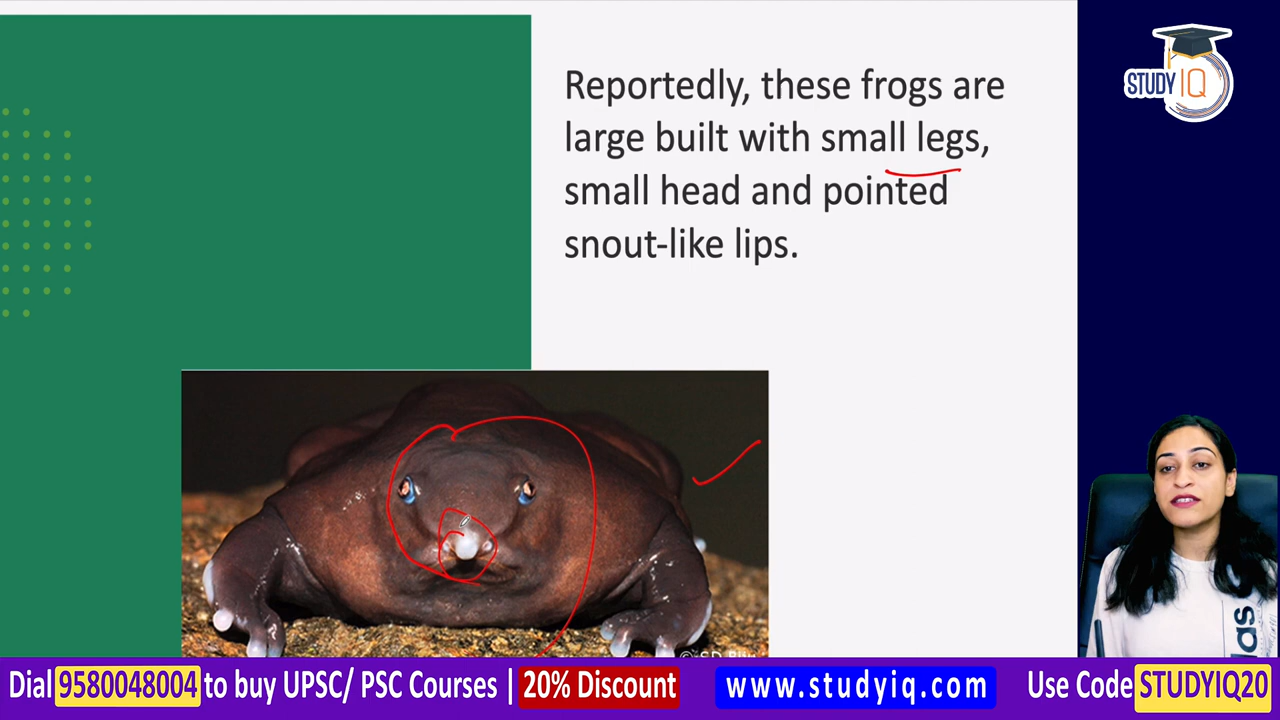 Reportedly, these frogs are
large built with small legs,
small head and pointed
snout-like lips.
STUDY IQ
las
Dial 9580048004 to buy UPSC/ PSC Courses | 20% Discount www.studyiq.com Use Code STUDYIQ20